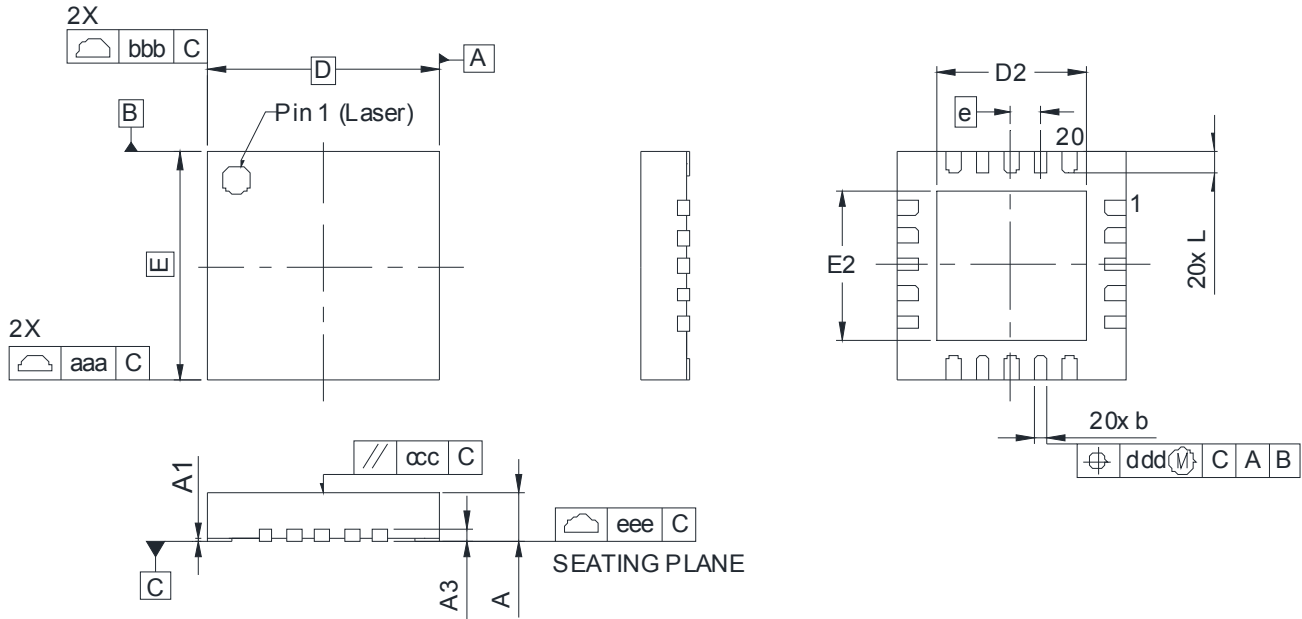 2X
bbb C
D
A
Pin 1 (Laser)
B
E
2X
aaa C
D2
e
20
1
E2
20x L
20x b
ddd M C A B
// ccc C
A1
eee C
SEATING PLANE
C
A3
A